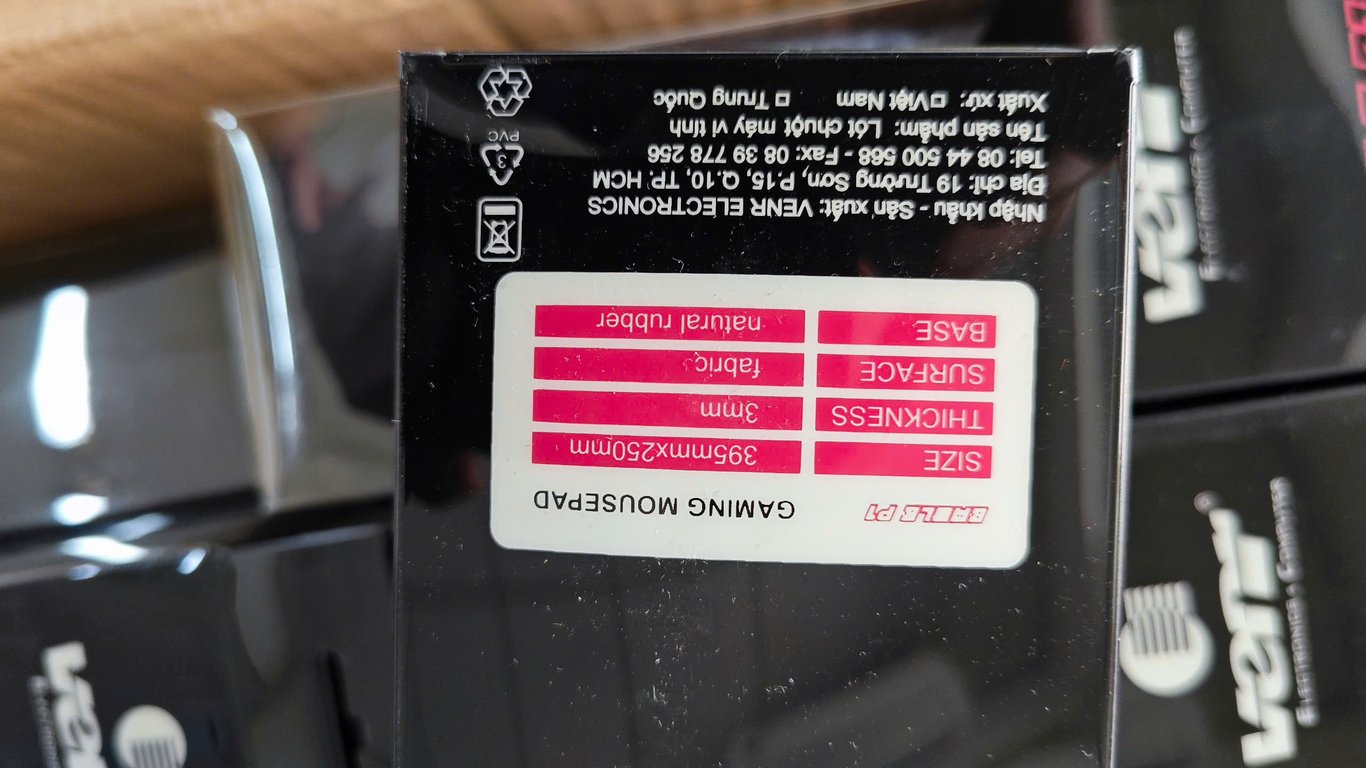 EABLE P1 GAMING MOUSEPAD
SIZE 395mmx250mm
THICKNESS 3mm
SURFACE fabric
BASE natural rubber
Nhập khẩu - Sản xuất: VENR ELECTRONICS
Địa chỉ: 19 Trường Sơn, P.15, Q.10, TP. HCM
Tel: 08 44 500 568 - Fax: 08 39 778 256
Tên sản phẩm: Lót chuột máy vi tính
Xuất xứ: □ Việt Nam □ Trung Quốc
3
PVC
venr